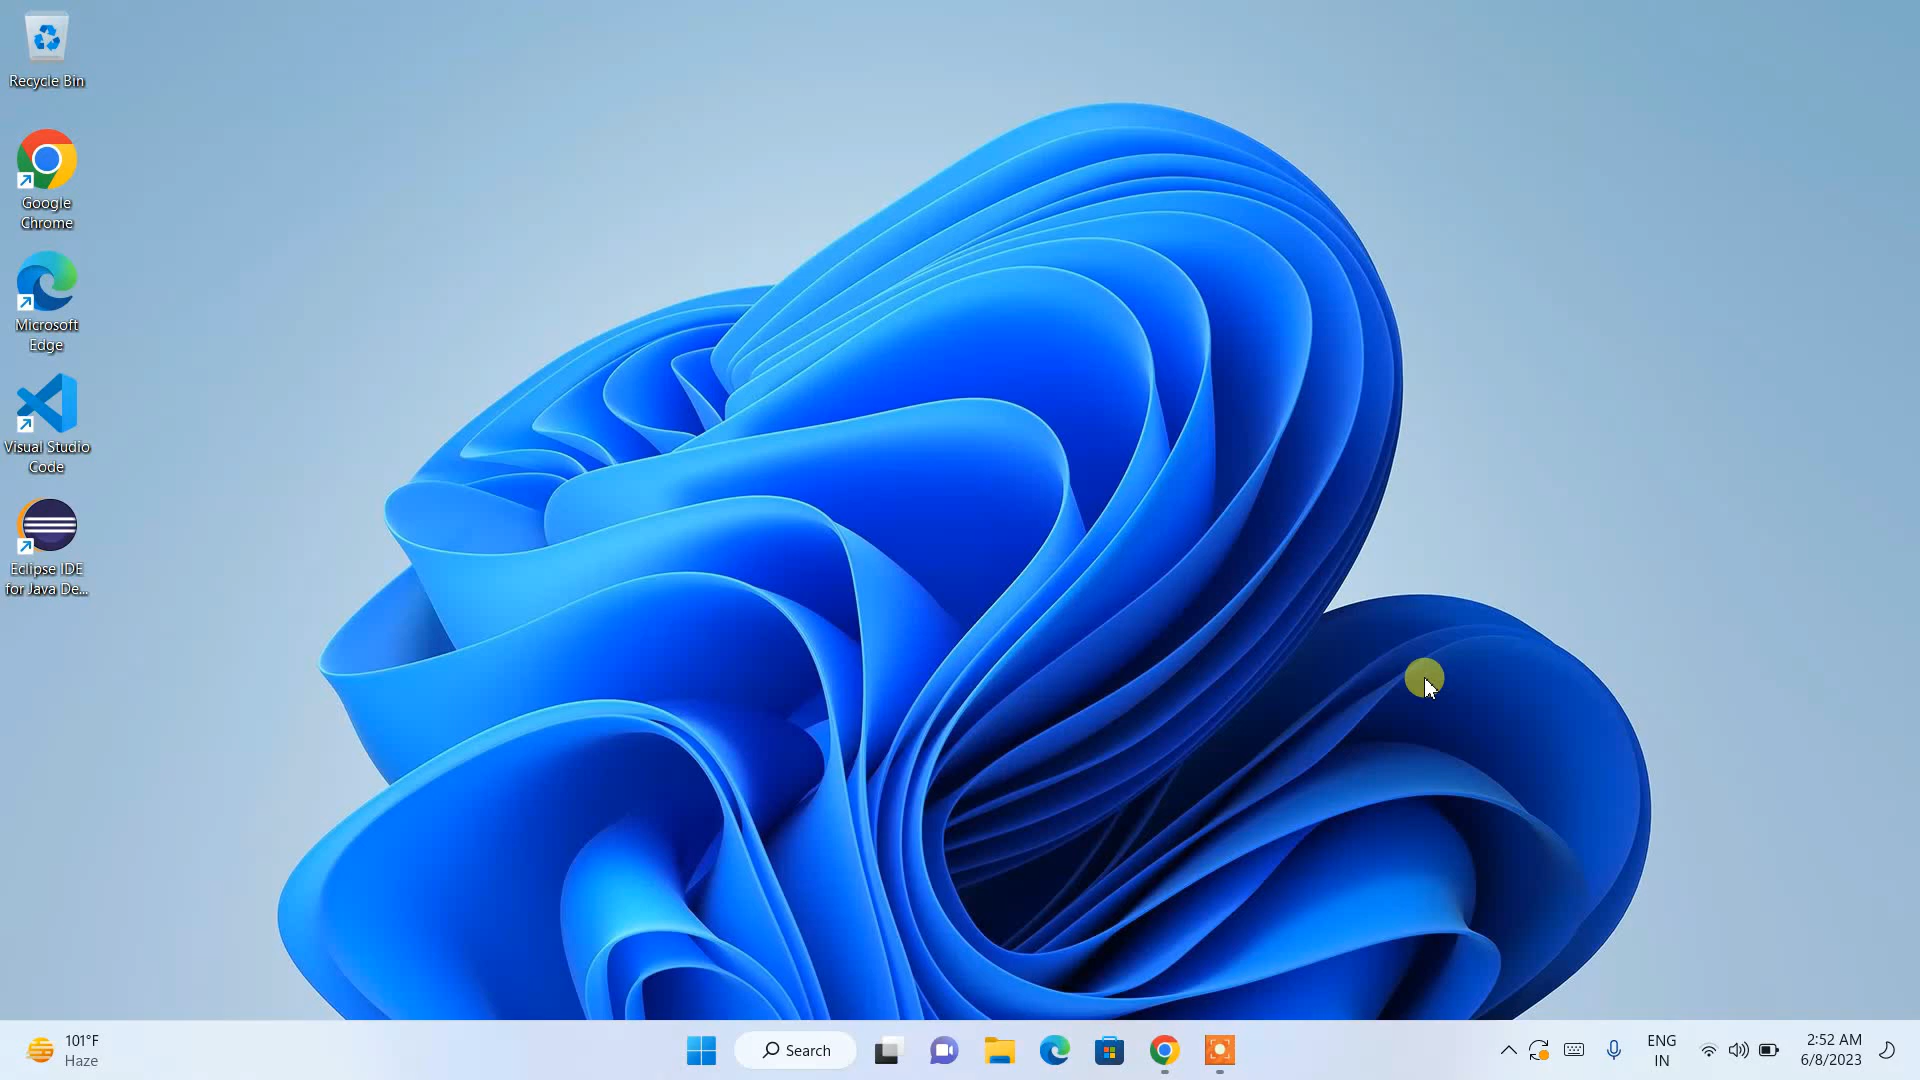 Recycle Bin
Google
Chrome
Microsoft
Edge
Visual Studio
Code
Eclipse IDE
for Java De...
101°F
Haze
Search
ENG
IN
2:52 AM
6/8/2023